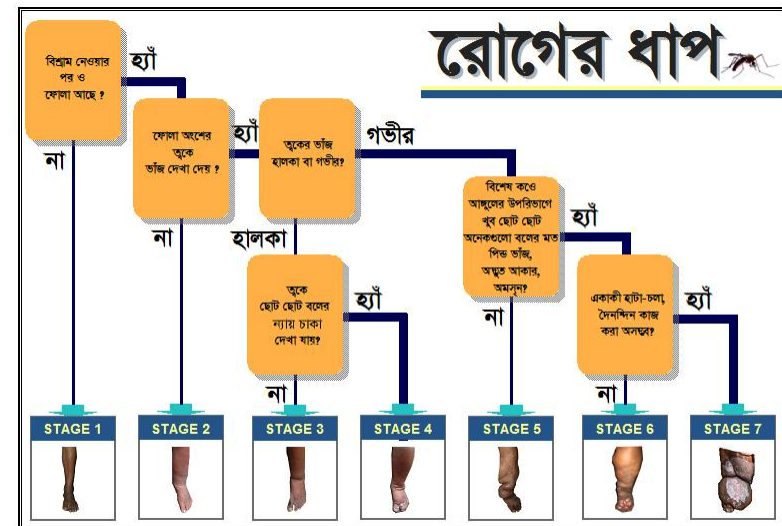 রোগের ধাপ
বিশ্রাম নেওয়ার
পর ও
ফোলা আছে ?
হ্যাঁ
না
ফোলা অংশের
ত্বকে
ভাঁজ দেখা দেয় ?
হ্যাঁ
না
ত্বকের ভাঁজ
হালকা বা গভীর?
গভীর
হালকা
ত্বকে
ছোট ছোট বলের
ন্যায় চাকা
দেখা যায়?
হ্যাঁ
না
বিশেষ কওে
আঙ্গুলের উপরিভাগে
খুব ছোট ছোট
অনেকগুলো বলের মত
পিন্ড ভাঁজ,
অদ্ভুত আকার,
অমসৃন?
হ্যাঁ
না
একাকী হাটা-চলা,
দৈনন্দিন কাজ
করা অসম্ভব?
হ্যাঁ
না
STAGE 1
STAGE 2
STAGE 3
STAGE 4
STAGE 5
STAGE 6
STAGE 7